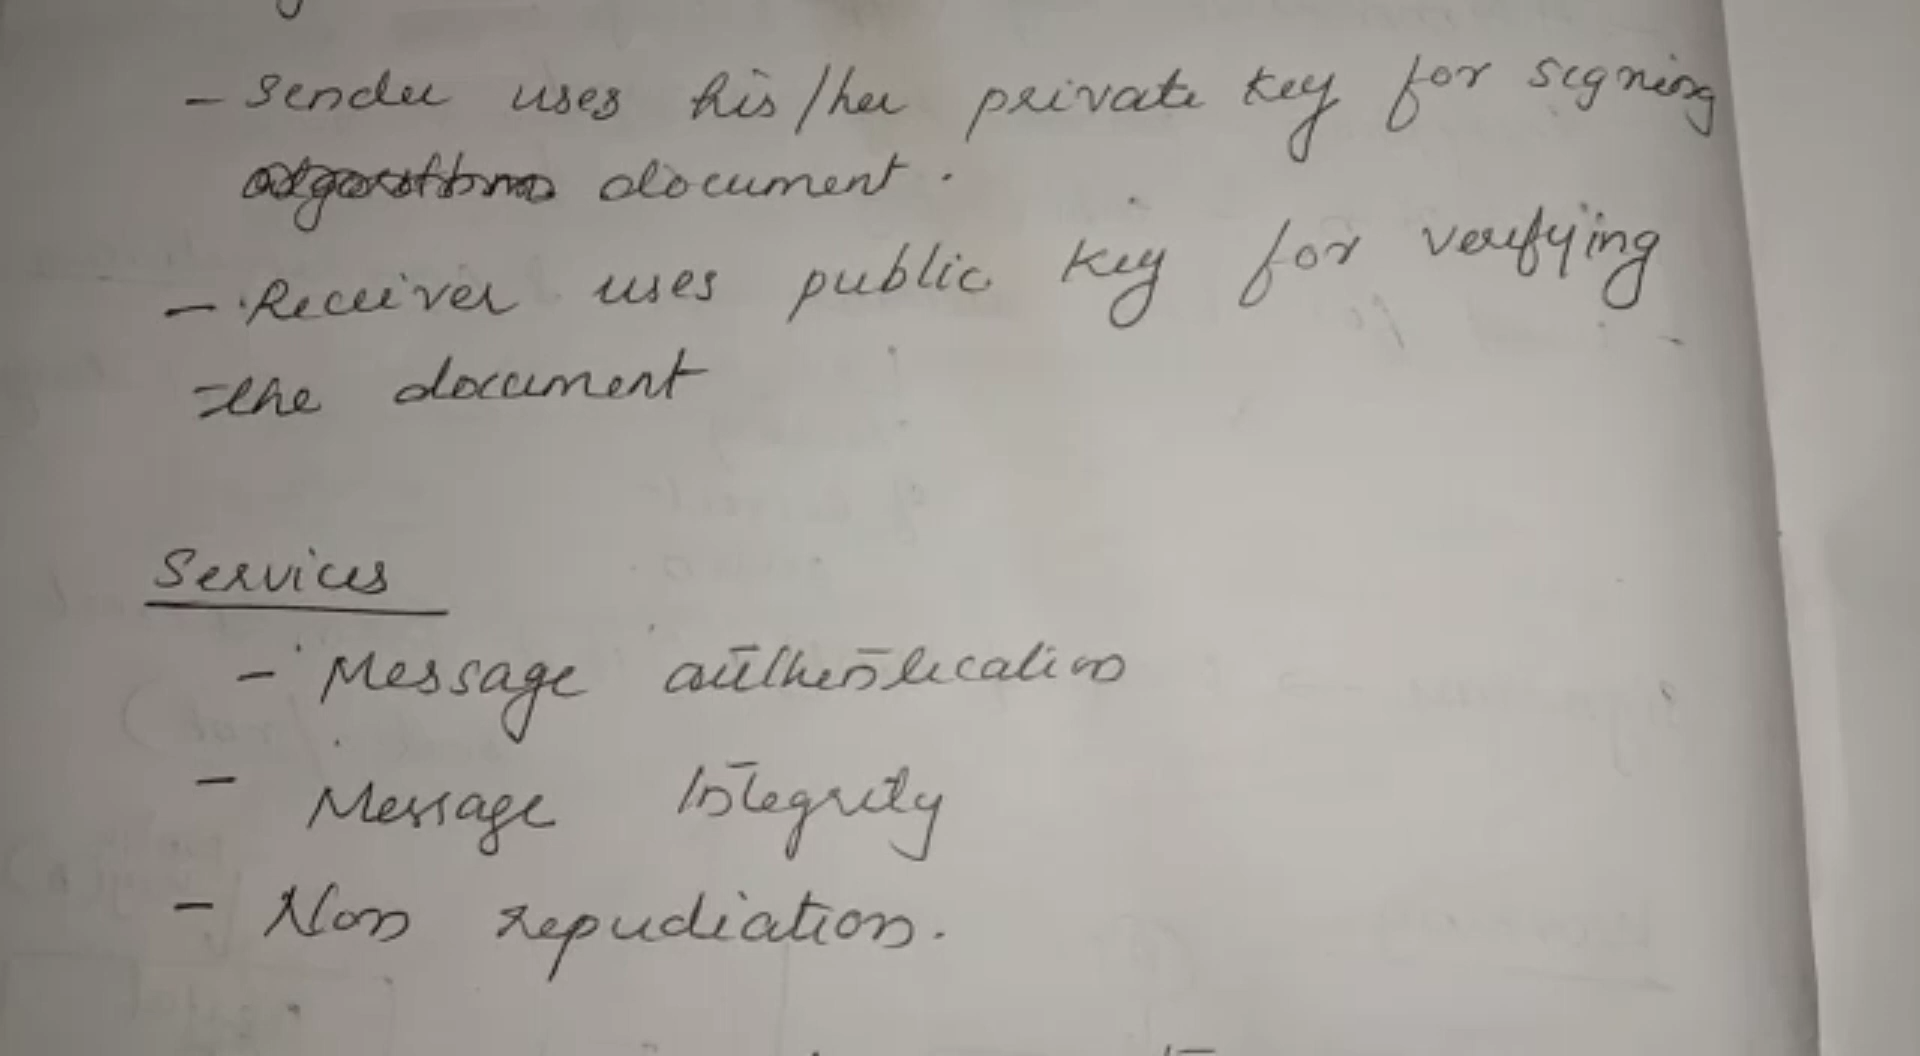 - Sender uses his/her private key for signing
document.
- Receiver uses public key for verifying
the document
Services
- Message authentication
- Message Integrity
- Non repudiation.